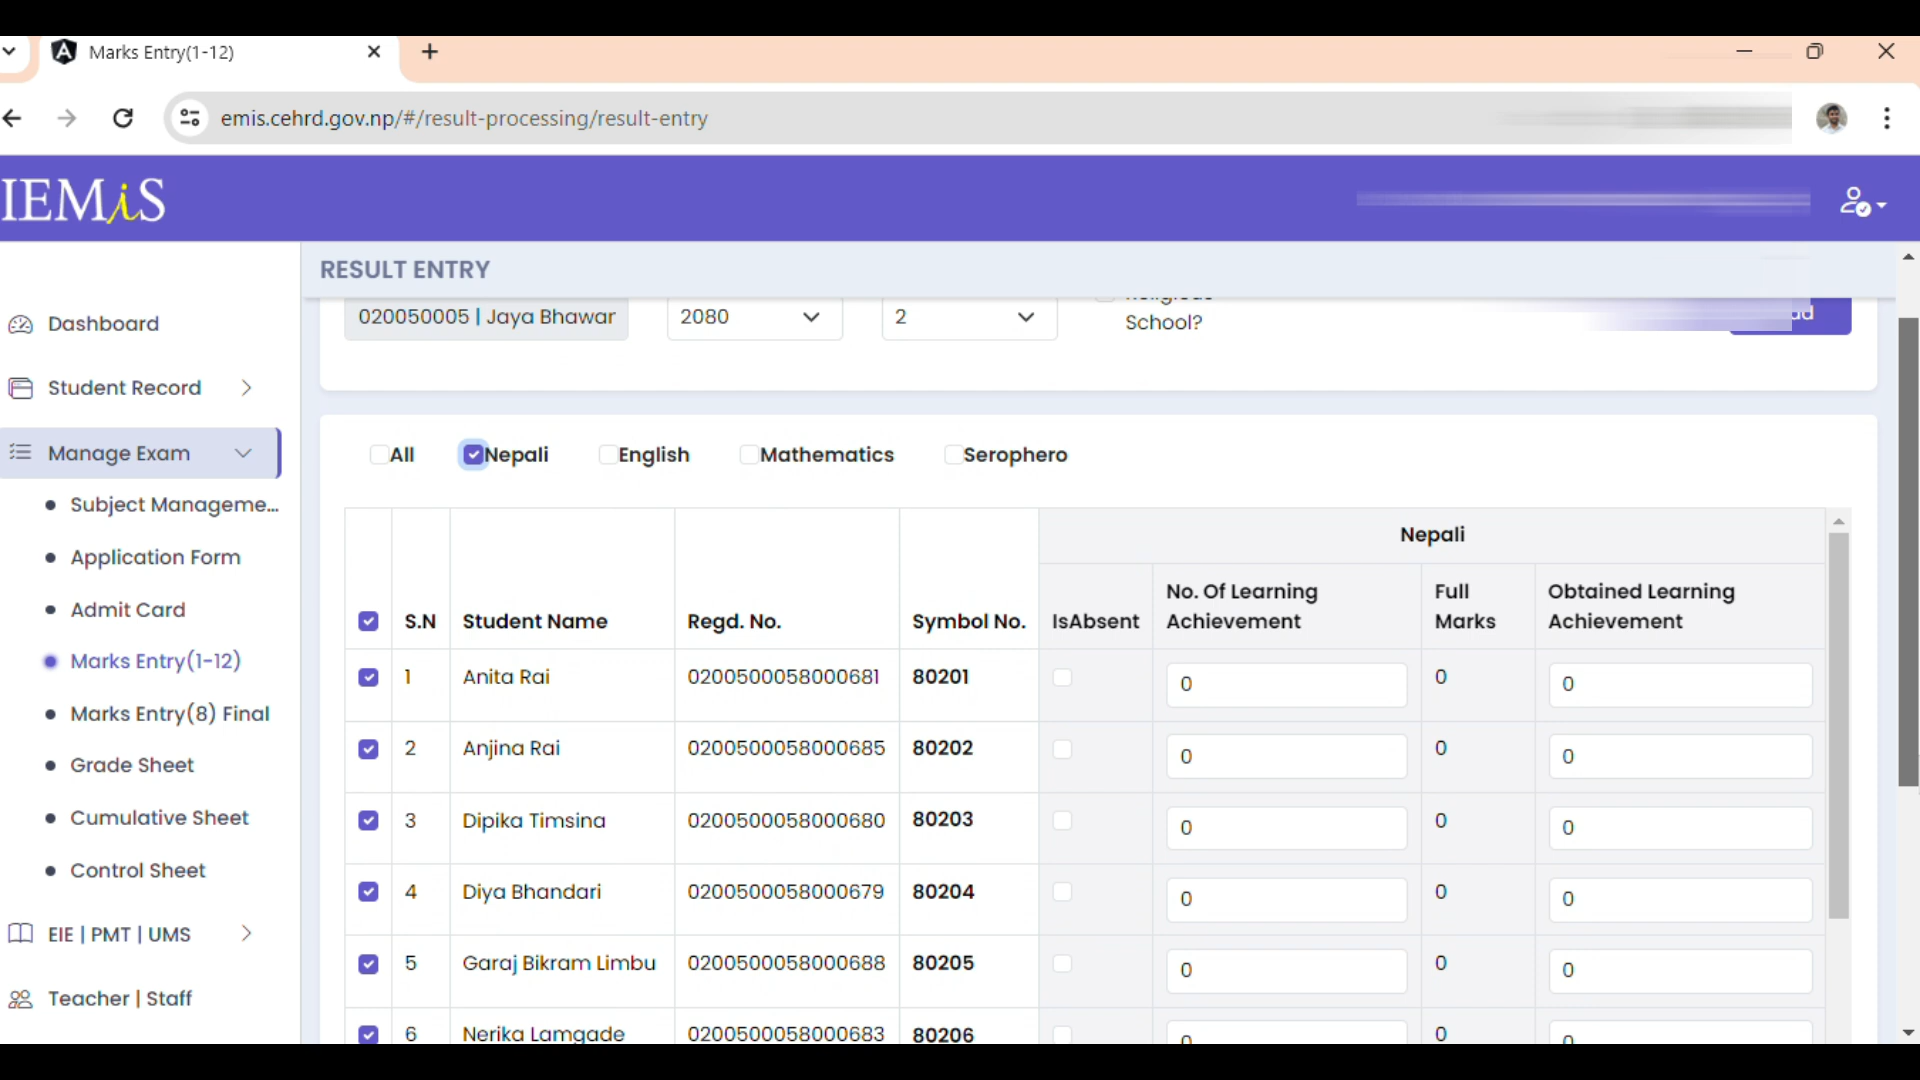 Marks Entry(1-12)
emis.cehrd.gov.np/#/result-processing/result-entry
IEMiS
RESULT ENTRY
020050005 | Jaya Bhawar
2080
2
School?
Dashboard
Student Record
Manage Exam
Subject Manageme...
Application Form
Admit Card
Marks Entry(1-12)
Marks Entry(8) Final
Grade Sheet
Cumulative Sheet
Control Sheet
EIE | PMT | UMS
Teacher | Staff
All Nepali English Mathematics Serophero
Nepali
S.N Student Name Regd. No. Symbol No. IsAbsent No. Of Learning Achievement Full Marks Obtained Learning Achievement
1 Anita Rai 0200500058000681 80201 0 0 0
2 Anjina Rai 0200500058000685 80202 0 0 0
3 Dipika Timsina 0200500058000680 80203 0 0 0
4 Diya Bhandari 0200500058000679 80204 0 0 0
5 Garaj Bikram Limbu 0200500058000688 80205 0 0 0
6 Nerika Lamgade 0200500058000683 80206 0 0 0